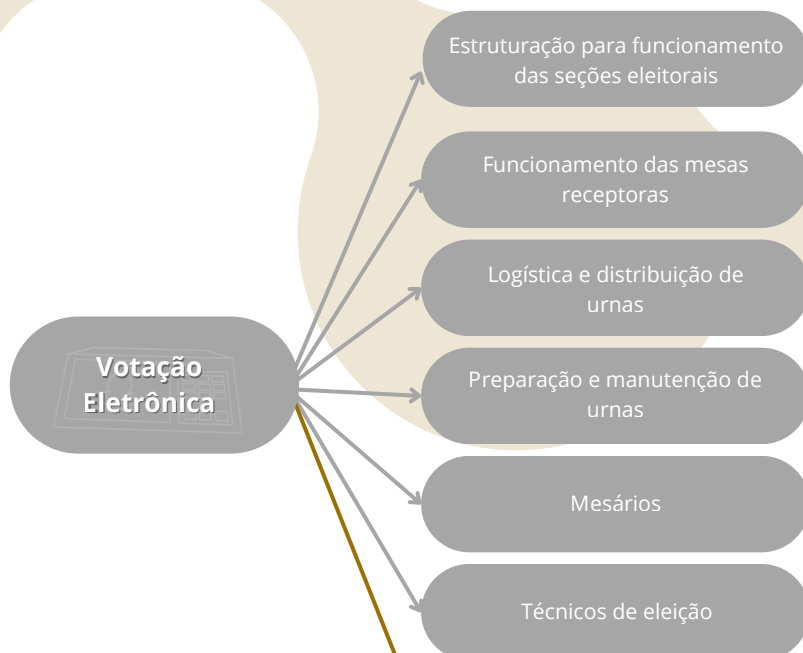 Estruturação para funcionamento
das seções eleitorais
Funcionamento das mesas
receptoras
Logística e distribuição de
urnas
Votação
Eletrônica
Preparação e manutenção de
urnas
Mesários
Técnicos de eleição